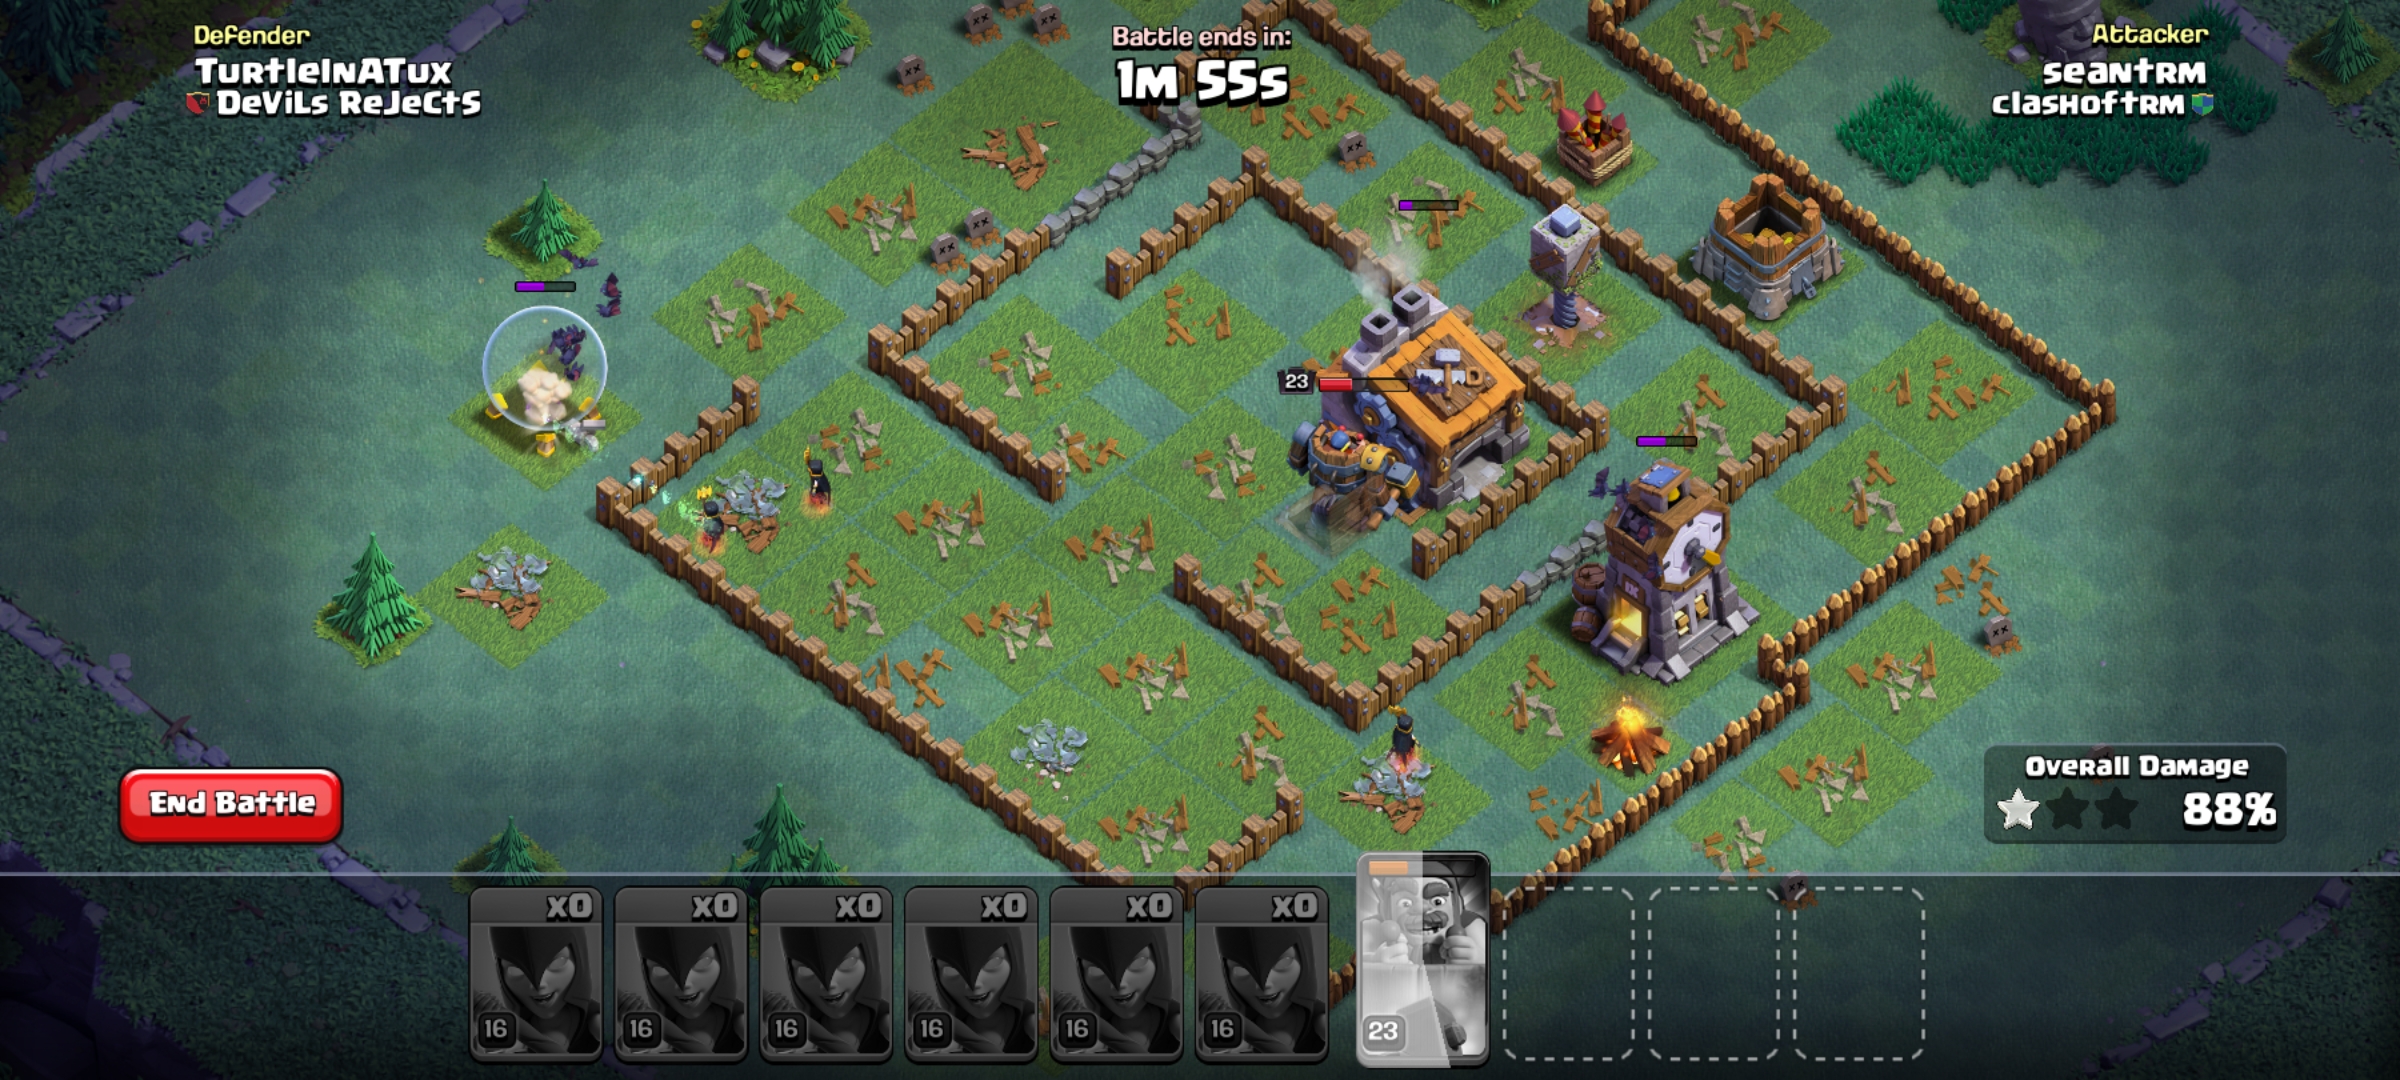 Defender
TurtleInATux
Devils Rejects
Battle ends in:
1M 55s
Attacker
seantrm
clashoftrm
23
IX
End Battle
Overall Damage
88%
x0
x0
x0
x0
x0
x0
16
16
16
16
16
16
23